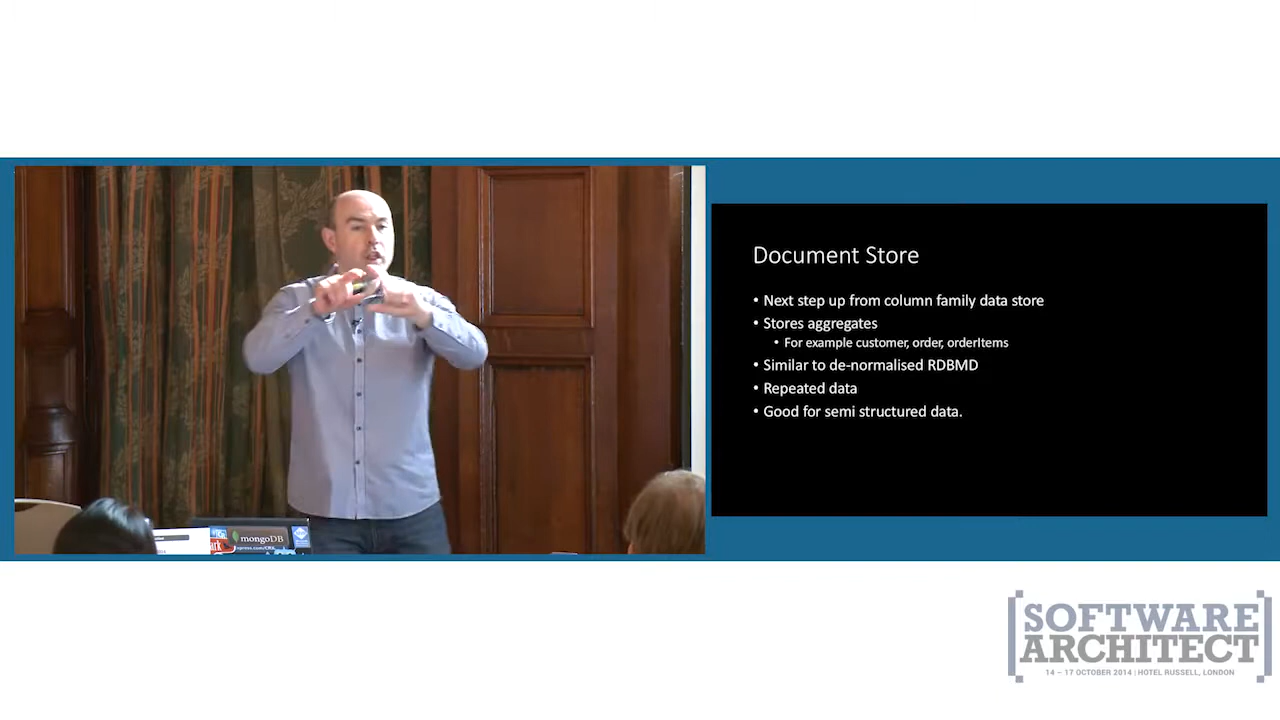 Document Store
• Next step up from column family data store
• Stores aggregates
• For example customer, order, orderItems
• Similar to de-normalised RDBMD
• Repeated data
• Good for semi structured data.
mongoDB
SOFTWARE
ARCHITECT
14 – 17 OCTOBER 2014 | HOTEL RUSSELL, LONDON